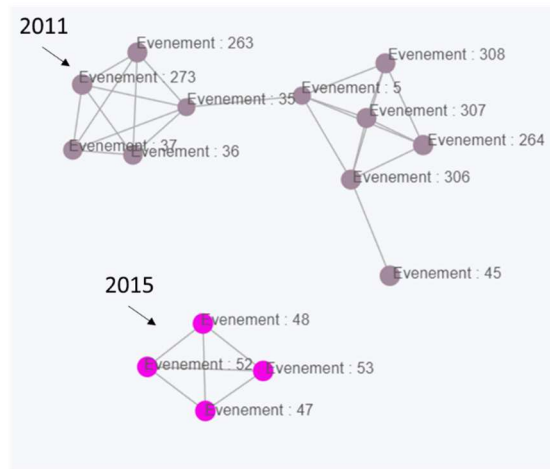 2011
Evenement : 263
Evenement : 308
Evenement : 273
Evenement : 5
Evenement : 35
Evenement : 307
Evenement : 264
Evenement : 37
Evenement : 36
Evenement : 306
Evenement : 45
2015
Evenement : 48
Evenement : 52
Evenement : 53
Evenement : 47